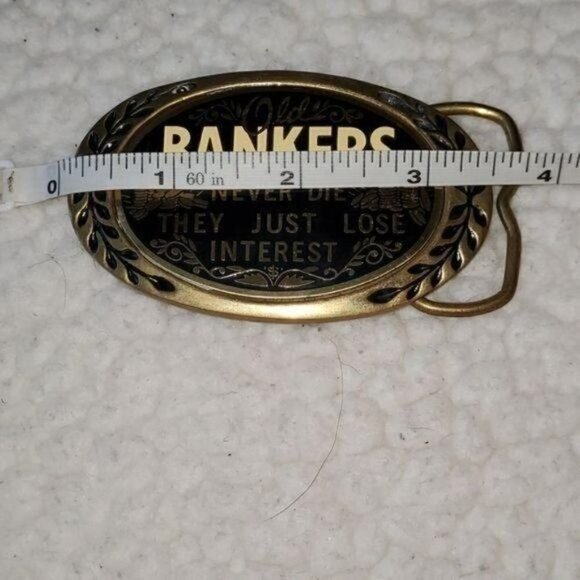 Old
BANKERS
0 1 60 in 2 3 4
NEVER DIE
THEY JUST LOSE
INTEREST
$